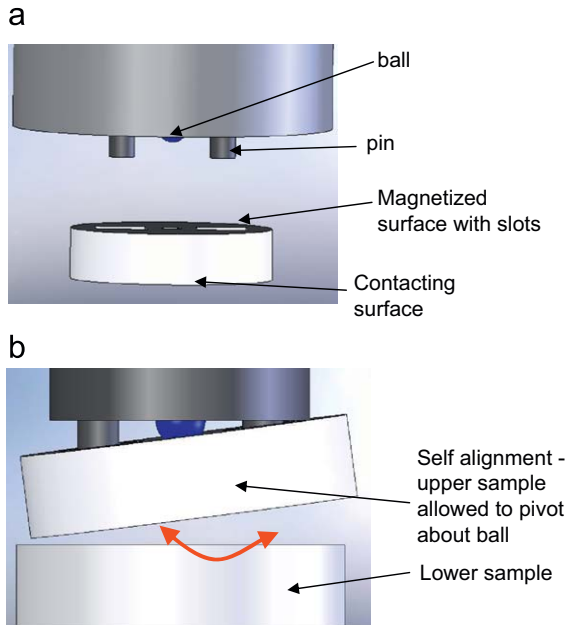 a
ball
pin
Magnetized
surface with slots
Contacting
surface
b
Self alignment -
upper sample
allowed to pivot
about ball
Lower sample